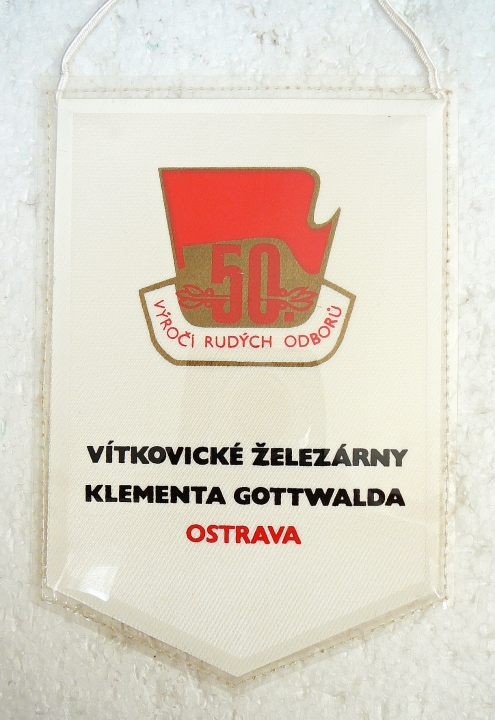 50.
VÝROČÍ RUDÝCH ODBORŮ
VÍTKOVICKÉ ŽELEZÁRNY
KLEMENTA GOTTWALDA
OSTRAVA